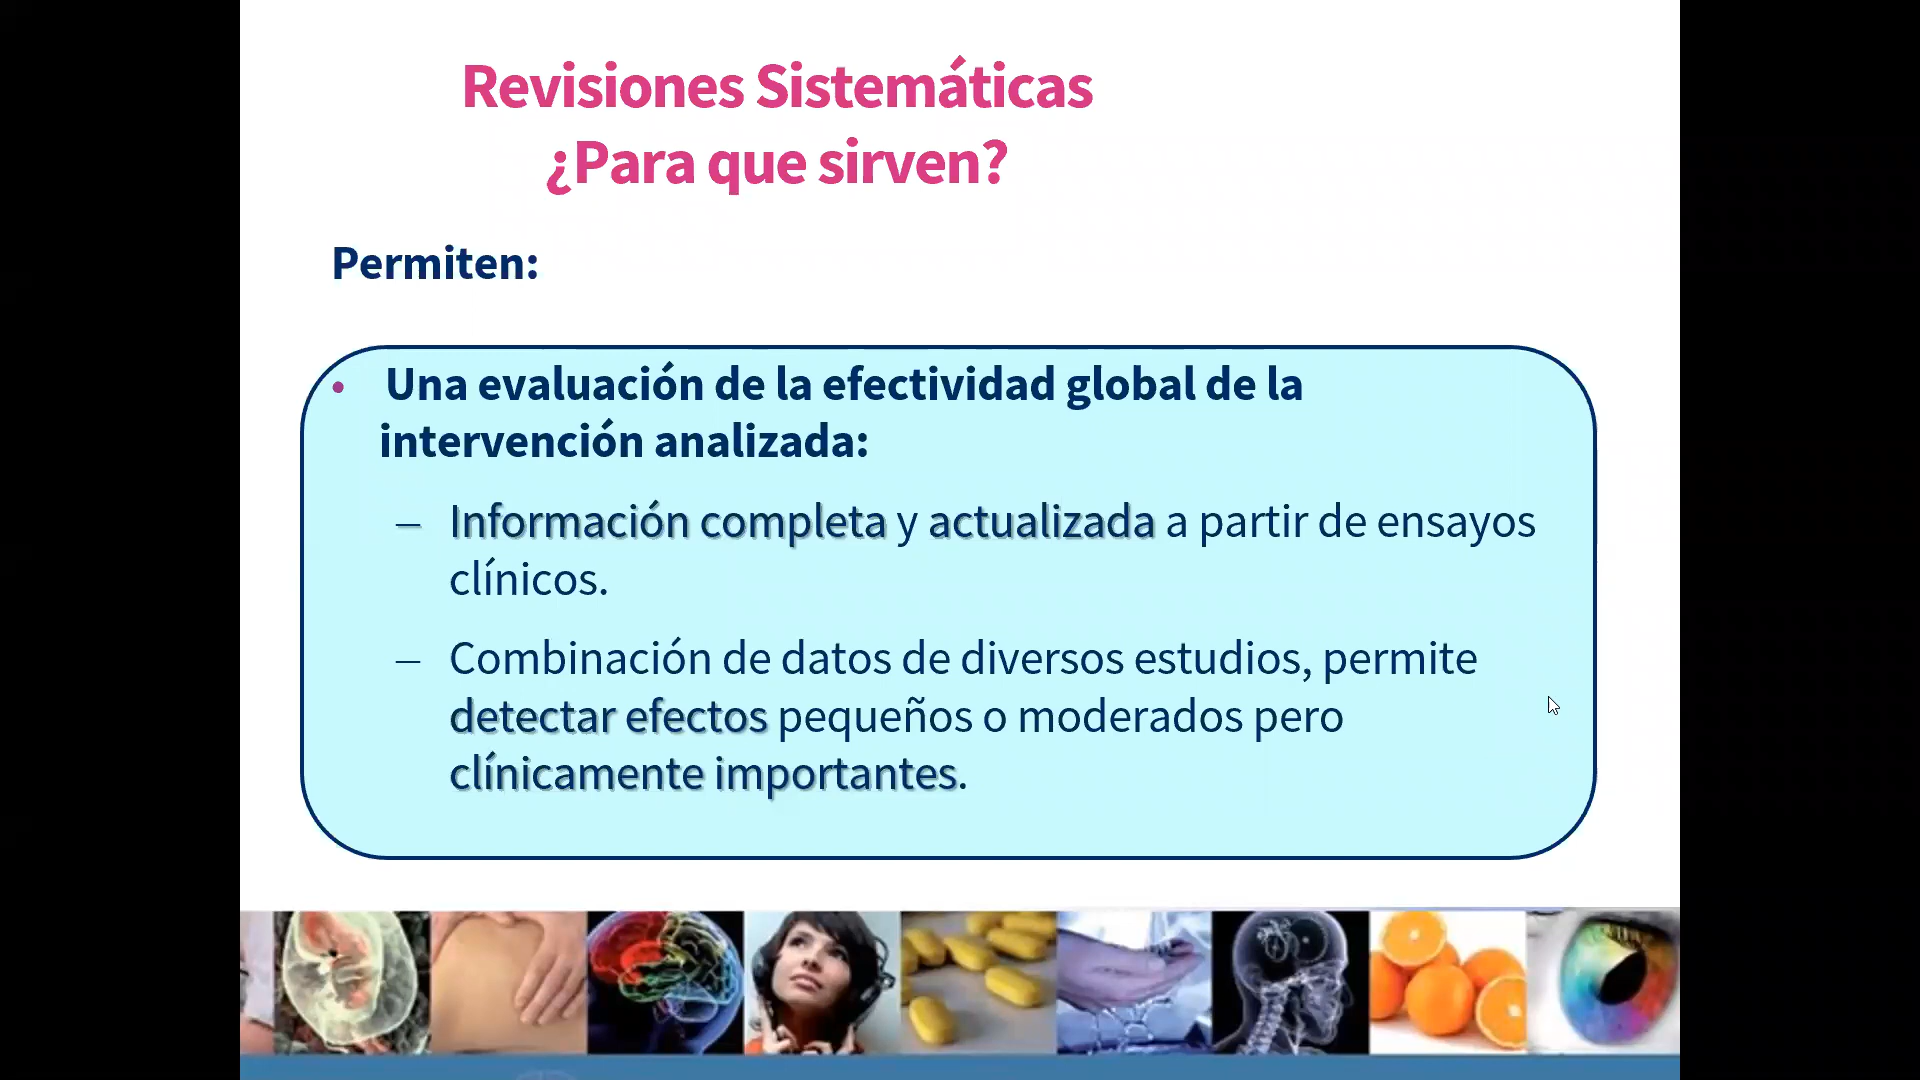 Revisiones Sistemáticas
¿Para que sirven?
Permiten:
• Una evaluación de la efectividad global de la
intervención analizada:
– Información completa y actualizada a partir de ensayos
clínicos.
– Combinación de datos de diversos estudios, permite
detectar efectos pequeños o moderados pero
clínicamente importantes.